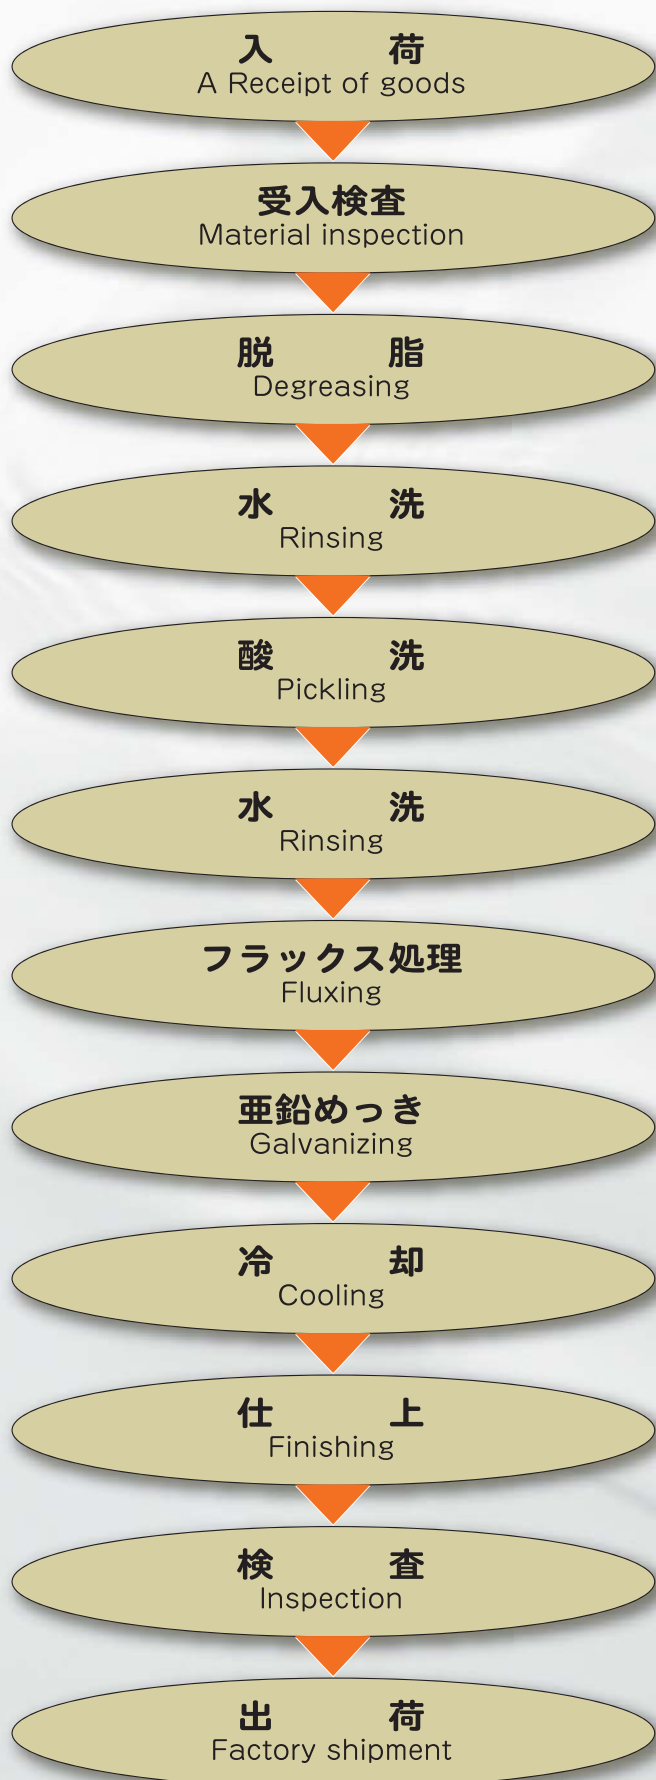 入荷
A Receipt of goods
受入検査
Material inspection
脱脂
Degreasing
水洗
Rinsing
酸洗
Pickling
水洗
Rinsing
フラックス処理
Fluxing
亜鉛めっき
Galvanizing
冷却
Cooling
仕上
Finishing
検査
Inspection
出荷
Factory shipment